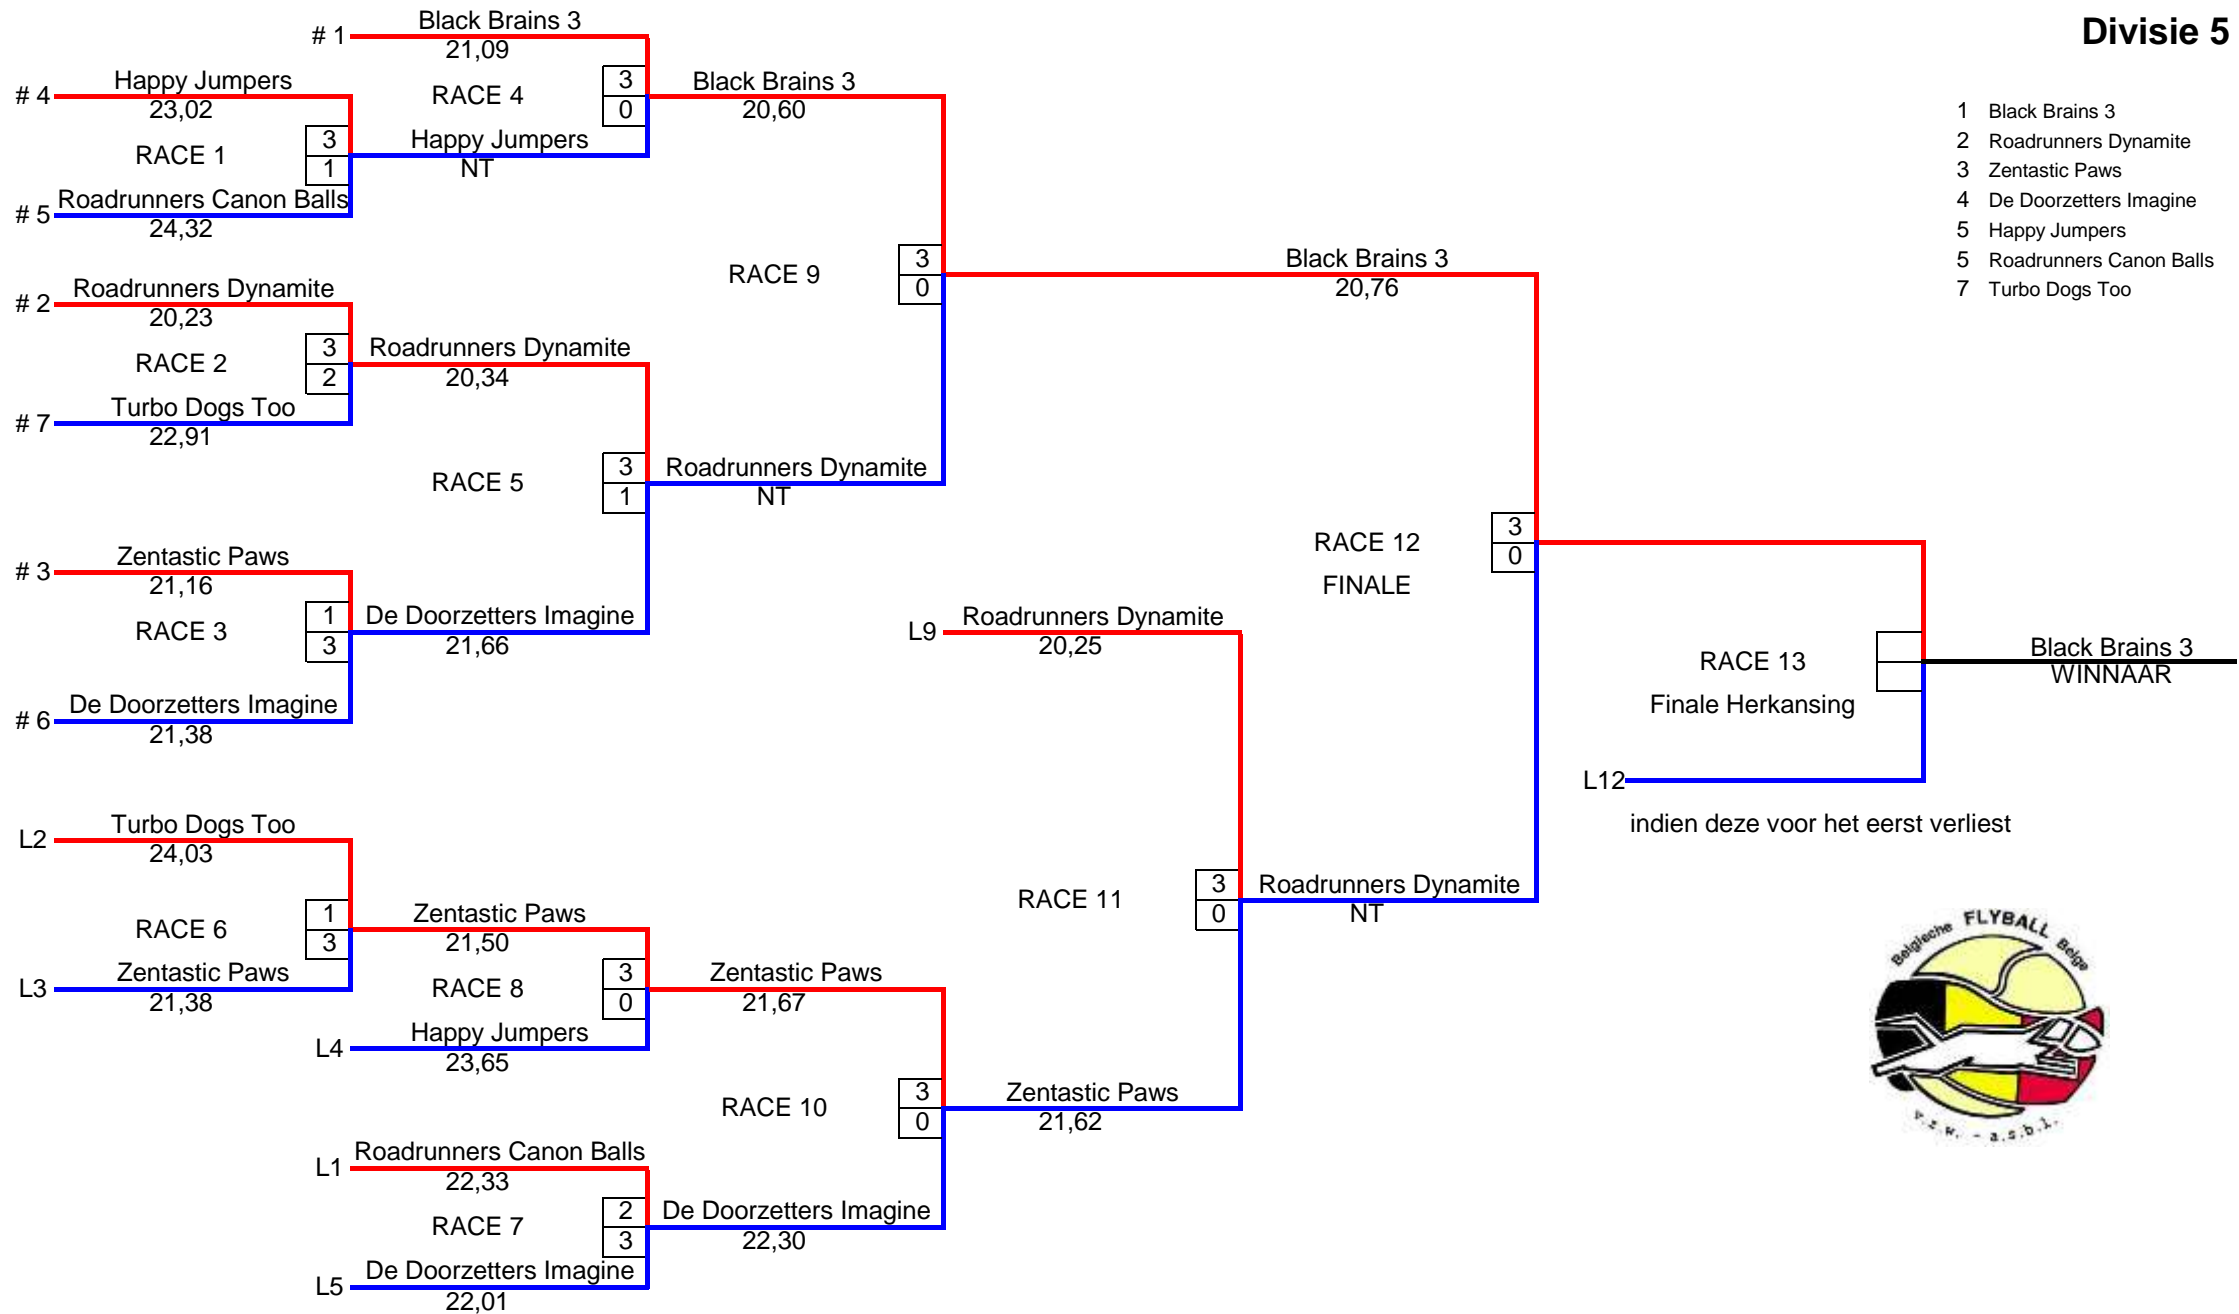 Divisie 5
1 Black Brains 3
2 Roadrunners Dynamite
3 Zentastic Paws
4 De Doorzetters Imagine
5 Happy Jumpers
5 Roadrunners Canon Balls
7 Turbo Dogs Too
# 1 Black Brains 3
21,09
# 4 Happy Jumpers
23,02
RACE 1
3
1
# 5 Roadrunners Canon Balls
24,32
RACE 4
3
0
Happy Jumpers
NT
# 2 Roadrunners Dynamite
20,23
RACE 2
3
2
# 7 Turbo Dogs Too
22,91
Roadrunners Dynamite
20,34
RACE 5
3
1
# 3 Zentastic Paws
21,16
RACE 3
1
3
# 6 De Doorzetters Imagine
21,38
De Doorzetters Imagine
21,66
Black Brains 3
20,60
RACE 9
3
0
Roadrunners Dynamite
NT
Black Brains 3
20,76
RACE 12
FINALE
3
0
L9 Roadrunners Dynamite
20,25
RACE 11
3
0
Roadrunners Dynamite
NT
RACE 13
Finale Herkansing
Black Brains 3
WINNAAR
L12
indien deze voor het eerst verliest
L2 Turbo Dogs Too
24,03
RACE 6
1
3
L3 Zentastic Paws
21,38
Zentastic Paws
21,50
RACE 8
3
0
L4 Happy Jumpers
23,65
Zentastic Paws
21,67
RACE 10
3
0
Zentastic Paws
21,62
L1 Roadrunners Canon Balls
22,33
RACE 7
2
3
L5 De Doorzetters Imagine
22,01
De Doorzetters Imagine
22,30
Belgische FLYBALL Belge
v.z.w. - a.s.b.l.